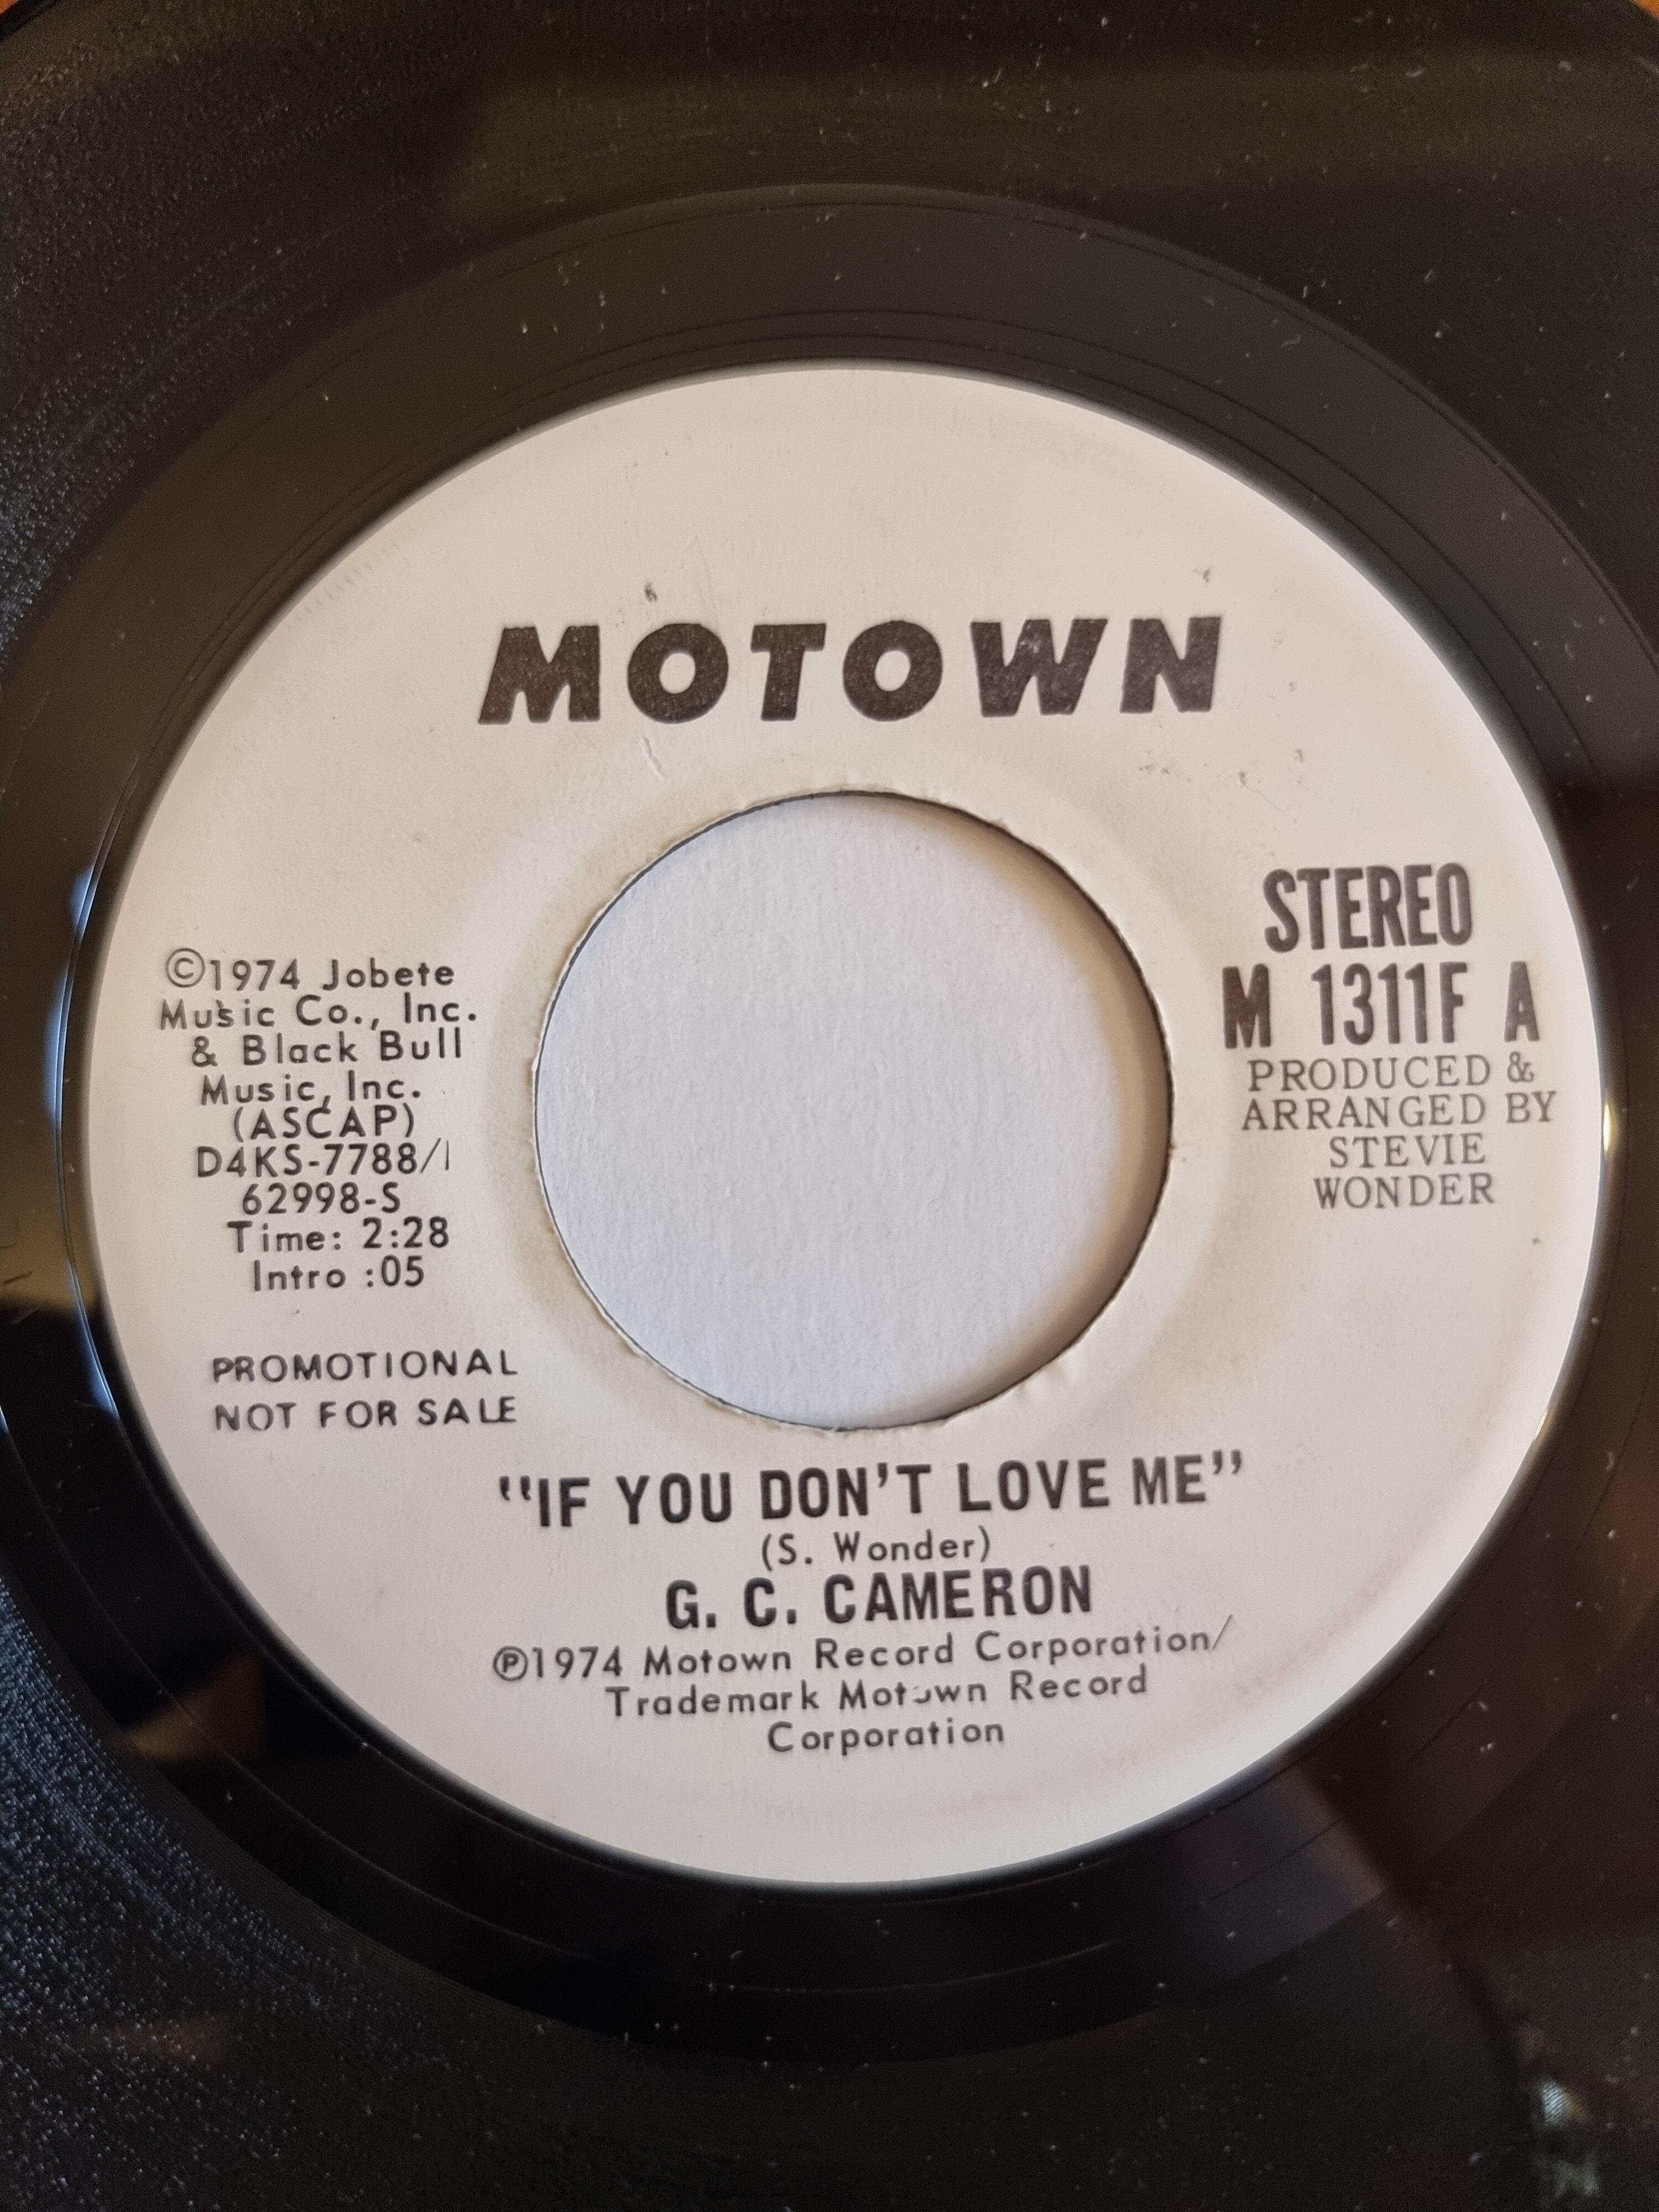 MOTOWN
©1974 Jobete
Music Co., Inc.
& Black Bull
Music, Inc.
(ASCAP)
D4KS-7788/1
62998-S
Time: 2:28
Intro :05
PROMOTIONAL
NOT FOR SALE
STEREO
M 1311F A
PRODUCED &
ARRANGED BY
STEVIE
WONDER
"IF YOU DON'T LOVE ME"
(S. Wonder)
G. C. CAMERON
℗1974 Motown Record Corporation/
Trademark Motown Record
Corporation